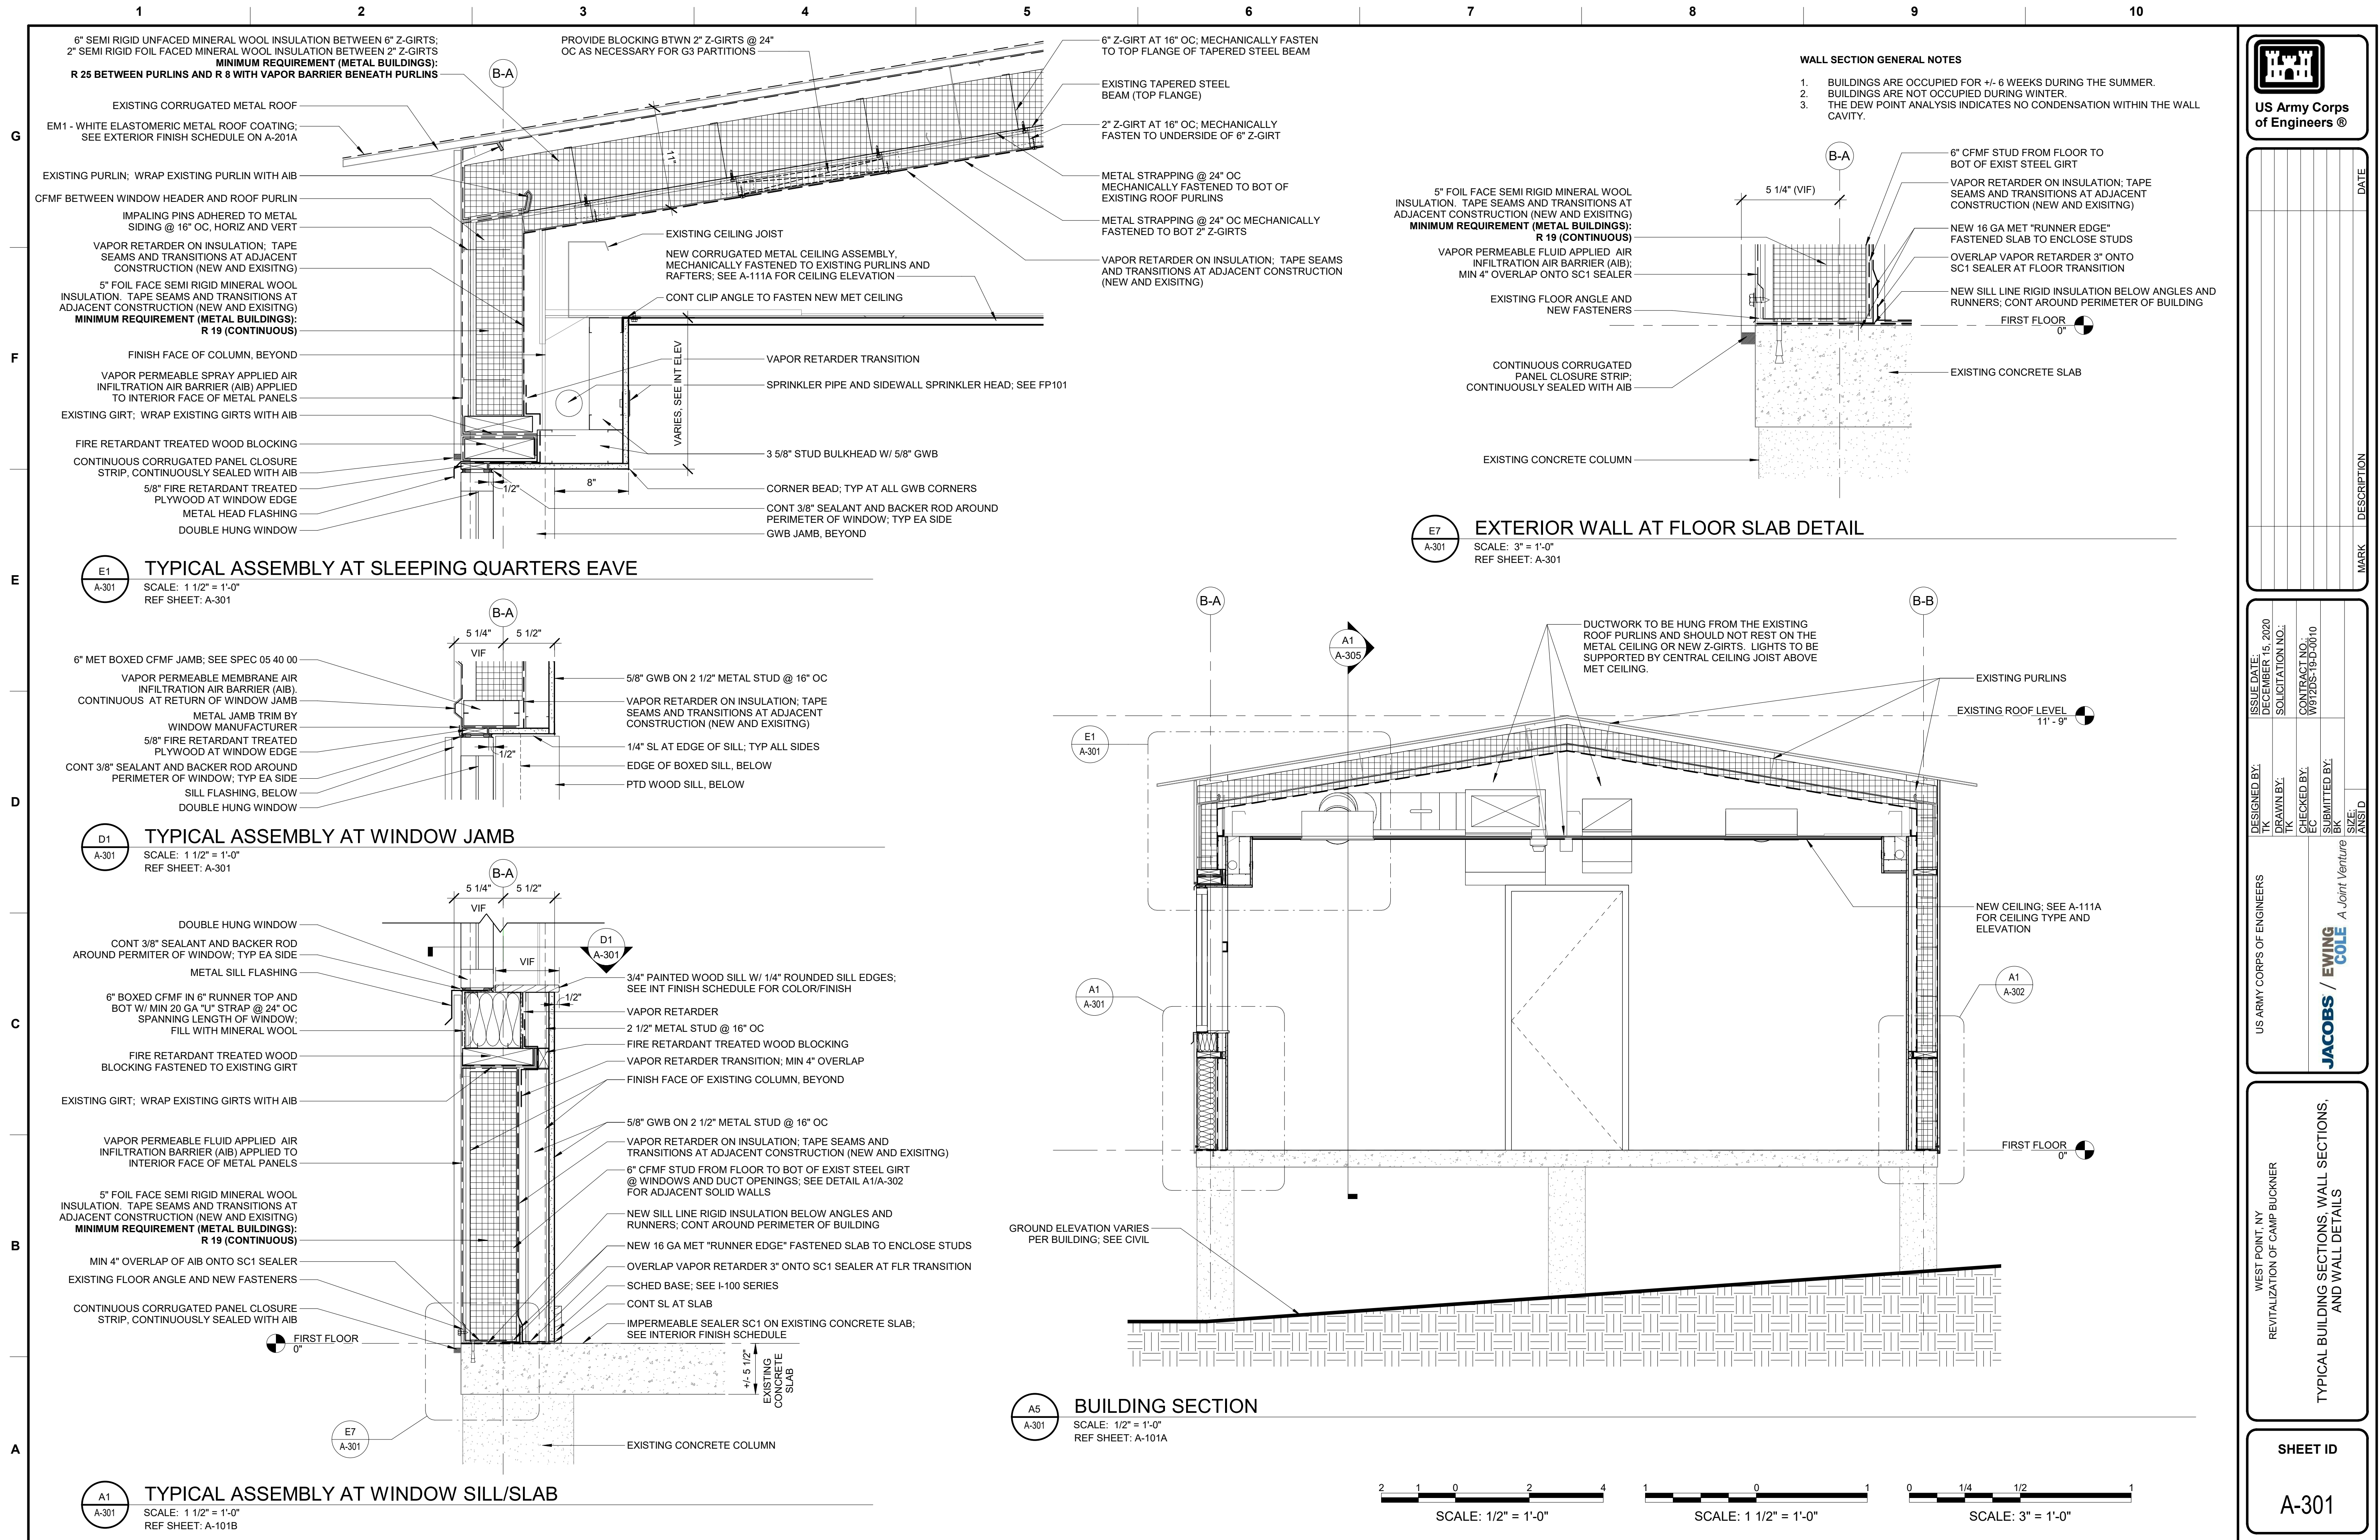 1 2 3 4 5 6 7 8 9 10
G
F
E
D
C
B
A
6" SEMI RIGID UNFACED MINERAL WOOL INSULATION BETWEEN 6" Z-GIRTS;
2" SEMI RIGID FOIL FACED MINERAL WOOL INSULATION BETWEEN 2" Z-GIRTS
MINIMUM REQUIREMENT (METAL BUILDINGS):
R 25 BETWEEN PURLINS AND R 8 WITH VAPOR BARRIER BENEATH PURLINS
EXISTING CORRUGATED METAL ROOF
EM1 - WHITE ELASTOMERIC METAL ROOF COATING;
SEE EXTERIOR FINISH SCHEDULE ON A-201A
EXISTING PURLIN; WRAP EXISTING PURLIN WITH AIB
CFMF BETWEEN WINDOW HEADER AND ROOF PURLIN
IMPALING PINS ADHERED TO METAL
SIDING @ 16" OC, HORIZ AND VERT
VAPOR RETARDER ON INSULATION; TAPE
SEAMS AND TRANSITIONS AT ADJACENT
CONSTRUCTION (NEW AND EXISITNG)
5" FOIL FACE SEMI RIGID MINERAL WOOL
INSULATION. TAPE SEAMS AND TRANSITIONS AT
ADJACENT CONSTRUCTION (NEW AND EXISITNG)
MINIMUM REQUIREMENT (METAL BUILDINGS):
R 19 (CONTINUOUS)
FINISH FACE OF COLUMN, BEYOND
VAPOR PERMEABLE SPRAY APPLIED AIR
INFILTRATION AIR BARRIER (AIB) APPLIED
TO INTERIOR FACE OF METAL PANELS
EXISTING GIRT; WRAP EXISTING GIRTS WITH AIB
FIRE RETARDANT TREATED WOOD BLOCKING
CONTINUOUS CORRUGATED PANEL CLOSURE
STRIP, CONTINUOUSLY SEALED WITH AIB
5/8" FIRE RETARDANT TREATED
PLYWOOD AT WINDOW EDGE
METAL HEAD FLASHING
DOUBLE HUNG WINDOW
B-A
PROVIDE BLOCKING BTWN 2" Z-GIRTS @ 24"
OC AS NECESSARY FOR G3 PARTITIONS
11"
EXISTING CEILING JOIST
NEW CORRUGATED METAL CEILING ASSEMBLY,
MECHANICALLY FASTENED TO EXISTING PURLINS AND
RAFTERS; SEE A-111A FOR CEILING ELEVATION
CONT CLIP ANGLE TO FASTEN NEW MET CEILING
VARIES, SEE INT ELEV
VAPOR RETARDER TRANSITION
SPRINKLER PIPE AND SIDEWALL SPRINKLER HEAD; SEE FP101
3 5/8" STUD BULKHEAD W/ 5/8" GWB
1/2"
8"
CORNER BEAD; TYP AT ALL GWB CORNERS
CONT 3/8" SEALANT AND BACKER ROD AROUND
PERIMETER OF WINDOW; TYP EA SIDE
GWB JAMB, BEYOND
6" Z-GIRT AT 16" OC; MECHANICALLY FASTEN
TO TOP FLANGE OF TAPERED STEEL BEAM
EXISTING TAPERED STEEL
BEAM (TOP FLANGE)
2" Z-GIRT AT 16" OC; MECHANICALLY
FASTEN TO UNDERSIDE OF 6" Z-GIRT
METAL STRAPPING @ 24" OC
MECHANICALLY FASTENED TO BOT OF
EXISTING ROOF PURLINS
METAL STRAPPING @ 24" OC MECHANICALLY
FASTENED TO BOT 2" Z-GIRTS
VAPOR RETARDER ON INSULATION; TAPE SEAMS
AND TRANSITIONS AT ADJACENT CONSTRUCTION
(NEW AND EXISITNG)
E1
A-301
TYPICAL ASSEMBLY AT SLEEPING QUARTERS EAVE
SCALE: 1 1/2" = 1'-0"
REF SHEET: A-301
WALL SECTION GENERAL NOTES
1. BUILDINGS ARE OCCUPIED FOR +/- 6 WEEKS DURING THE SUMMER.
2. BUILDINGS ARE NOT OCCUPIED DURING WINTER.
3. THE DEW POINT ANALYSIS INDICATES NO CONDENSATION WITHIN THE WALL
CAVITY.
B-A
5 1/4" (VIF)
5" FOIL FACE SEMI RIGID MINERAL WOOL
INSULATION. TAPE SEAMS AND TRANSITIONS AT
ADJACENT CONSTRUCTION (NEW AND EXISITNG)
MINIMUM REQUIREMENT (METAL BUILDINGS):
R 19 (CONTINUOUS)
VAPOR PERMEABLE FLUID APPLIED AIR
INFILTRATION AIR BARRIER (AIB);
MIN 4" OVERLAP ONTO SC1 SEALER
EXISTING FLOOR ANGLE AND
NEW FASTENERS
CONTINUOUS CORRUGATED
PANEL CLOSURE STRIP;
CONTINUOUSLY SEALED WITH AIB
EXISTING CONCRETE COLUMN
6" CFMF STUD FROM FLOOR TO
BOT OF EXIST STEEL GIRT
VAPOR RETARDER ON INSULATION; TAPE
SEAMS AND TRANSITIONS AT ADJACENT
CONSTRUCTION (NEW AND EXISITNG)
NEW 16 GA MET "RUNNER EDGE"
FASTENED SLAB TO ENCLOSE STUDS
OVERLAP VAPOR RETARDER 3" ONTO
SC1 SEALER AT FLOOR TRANSITION
NEW SILL LINE RIGID INSULATION BELOW ANGLES AND
RUNNERS; CONT AROUND PERIMETER OF BUILDING
FIRST FLOOR
0"
EXISTING CONCRETE SLAB
E7
A-301
EXTERIOR WALL AT FLOOR SLAB DETAIL
SCALE: 3" = 1'-0"
REF SHEET: A-301
B-A
5 1/4" 5 1/2"
VIF
6" MET BOXED CFMF JAMB; SEE SPEC 05 40 00
VAPOR PERMEABLE MEMBRANE AIR
INFILTRATION AIR BARRIER (AIB).
CONTINUOUS AT RETURN OF WINDOW JAMB
METAL JAMB TRIM BY
WINDOW MANUFACTURER
5/8" FIRE RETARDANT TREATED
PLYWOOD AT WINDOW EDGE
CONT 3/8" SEALANT AND BACKER ROD AROUND
PERIMETER OF WINDOW; TYP EA SIDE
SILL FLASHING, BELOW
DOUBLE HUNG WINDOW
1/2"
5/8" GWB ON 2 1/2" METAL STUD @ 16" OC
VAPOR RETARDER ON INSULATION; TAPE
SEAMS AND TRANSITIONS AT ADJACENT
CONSTRUCTION (NEW AND EXISITNG)
1/4" SL AT EDGE OF SILL; TYP ALL SIDES
EDGE OF BOXED SILL, BELOW
PTD WOOD SILL, BELOW
D1
A-301
TYPICAL ASSEMBLY AT WINDOW JAMB
SCALE: 1 1/2" = 1'-0"
REF SHEET: A-301
B-A
5 1/4" 5 1/2"
VIF
DOUBLE HUNG WINDOW
CONT 3/8" SEALANT AND BACKER ROD
AROUND PERMITER OF WINDOW; TYP EA SIDE
METAL SILL FLASHING
6" BOXED CFMF IN 6" RUNNER TOP AND
BOT W/ MIN 20 GA "U" STRAP @ 24" OC
SPANNING LENGTH OF WINDOW;
FILL WITH MINERAL WOOL
FIRE RETARDANT TREATED WOOD
BLOCKING FASTENED TO EXISTING GIRT
EXISTING GIRT; WRAP EXISTING GIRTS WITH AIB
VAPOR PERMEABLE FLUID APPLIED AIR
INFILTRATION BARRIER (AIB) APPLIED TO
INTERIOR FACE OF METAL PANELS
5" FOIL FACE SEMI RIGID MINERAL WOOL
INSULATION. TAPE SEAMS AND TRANSITIONS AT
ADJACENT CONSTRUCTION (NEW AND EXISITNG)
MINIMUM REQUIREMENT (METAL BUILDINGS):
R 19 (CONTINUOUS)
MIN 4" OVERLAP OF AIB ONTO SC1 SEALER
EXISTING FLOOR ANGLE AND NEW FASTENERS
CONTINUOUS CORRUGATED PANEL CLOSURE
STRIP, CONTINUOUSLY SEALED WITH AIB
FIRST FLOOR
0"
D1
A-301
VIF
1/2"
3/4" PAINTED WOOD SILL W/ 1/4" ROUNDED SILL EDGES;
SEE INT FINISH SCHEDULE FOR COLOR/FINISH
VAPOR RETARDER
2 1/2" METAL STUD @ 16" OC
FIRE RETARDANT TREATED WOOD BLOCKING
VAPOR RETARDER TRANSITION; MIN 4" OVERLAP
FINISH FACE OF EXISTING COLUMN, BEYOND
5/8" GWB ON 2 1/2" METAL STUD @ 16" OC
VAPOR RETARDER ON INSULATION; TAPE SEAMS AND
TRANSITIONS AT ADJACENT CONSTRUCTION (NEW AND EXISITNG)
6" CFMF STUD FROM FLOOR TO BOT OF EXIST STEEL GIRT
@ WINDOWS AND DUCT OPENINGS; SEE DETAIL A1/A-302
FOR ADJACENT SOLID WALLS
NEW SILL LINE RIGID INSULATION BELOW ANGLES AND
RUNNERS; CONT AROUND PERIMETER OF BUILDING
NEW 16 GA MET "RUNNER EDGE" FASTENED SLAB TO ENCLOSE STUDS
OVERLAP VAPOR RETARDER 3" ONTO SC1 SEALER AT FLR TRANSITION
SCHED BASE; SEE I-100 SERIES
CONT SL AT SLAB
IMPERMEABLE SEALER SC1 ON EXISTING CONCRETE SLAB;
SEE INTERIOR FINISH SCHEDULE
+/- 5 1/2"
EXISTING
CONCRETE
SLAB
EXISTING CONCRETE COLUMN
E7
A-301
A1
A-301
TYPICAL ASSEMBLY AT WINDOW SILL/SLAB
SCALE: 1 1/2" = 1'-0"
REF SHEET: A-101B
B-A
B-B
A1
A-305
DUCTWORK TO BE HUNG FROM THE EXISTING
ROOF PURLINS AND SHOULD NOT REST ON THE
METAL CEILING OR NEW Z-GIRTS. LIGHTS TO BE
SUPPORTED BY CENTRAL CEILING JOIST ABOVE
MET CEILING.
EXISTING PURLINS
EXISTING ROOF LEVEL
11' - 9"
E1
A-301
A1
A-301
NEW CEILING; SEE A-111A
FOR CEILING TYPE AND
ELEVATION
A1
A-302
FIRST FLOOR
0"
GROUND ELEVATION VARIES
PER BUILDING; SEE CIVIL
A5
A-301
BUILDING SECTION
SCALE: 1/2" = 1'-0"
REF SHEET: A-101A
2 1 0 2 4
SCALE: 1/2" = 1'-0"
1 0 1
SCALE: 1 1/2" = 1'-0"
0 1/4 1/2 1
SCALE: 3" = 1'-0"
US Army Corps
of Engineers ®
MARK DESCRIPTION DATE
DESIGNED BY:
TK
DRAWN BY:
TK
CHECKED BY:
EC
SUBMITTED BY:
BK
SIZE:
ANSI D
ISSUE DATE:
DECEMBER 15, 2020
SOLICITATION NO.:
CONTRACT NO.:
W912DS-19-D-0010
US ARMY CORPS OF ENGINEERS
JACOBS / EWING COLE A Joint Venture
WEST POINT, NY
REVITALIZATION OF CAMP BUCKNER
TYPICAL BUILDING SECTIONS, WALL SECTIONS,
AND WALL DETAILS
SHEET ID
A-301